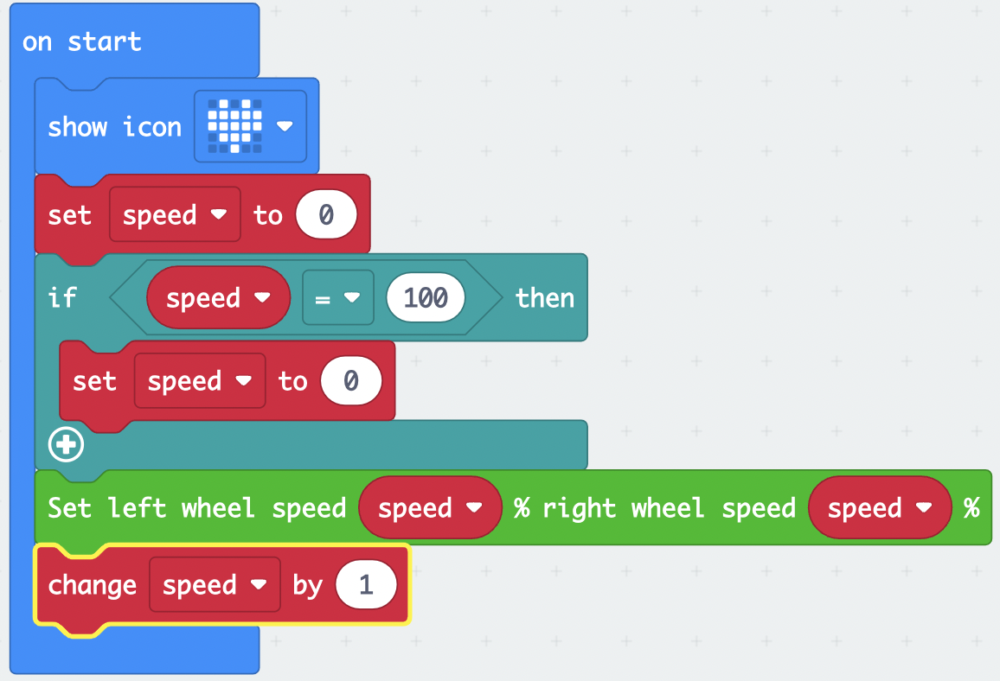 on start
show icon
set speed to 0
if speed = 100 then
set speed to 0
Set left wheel speed speed % right wheel speed speed %
change speed by 1